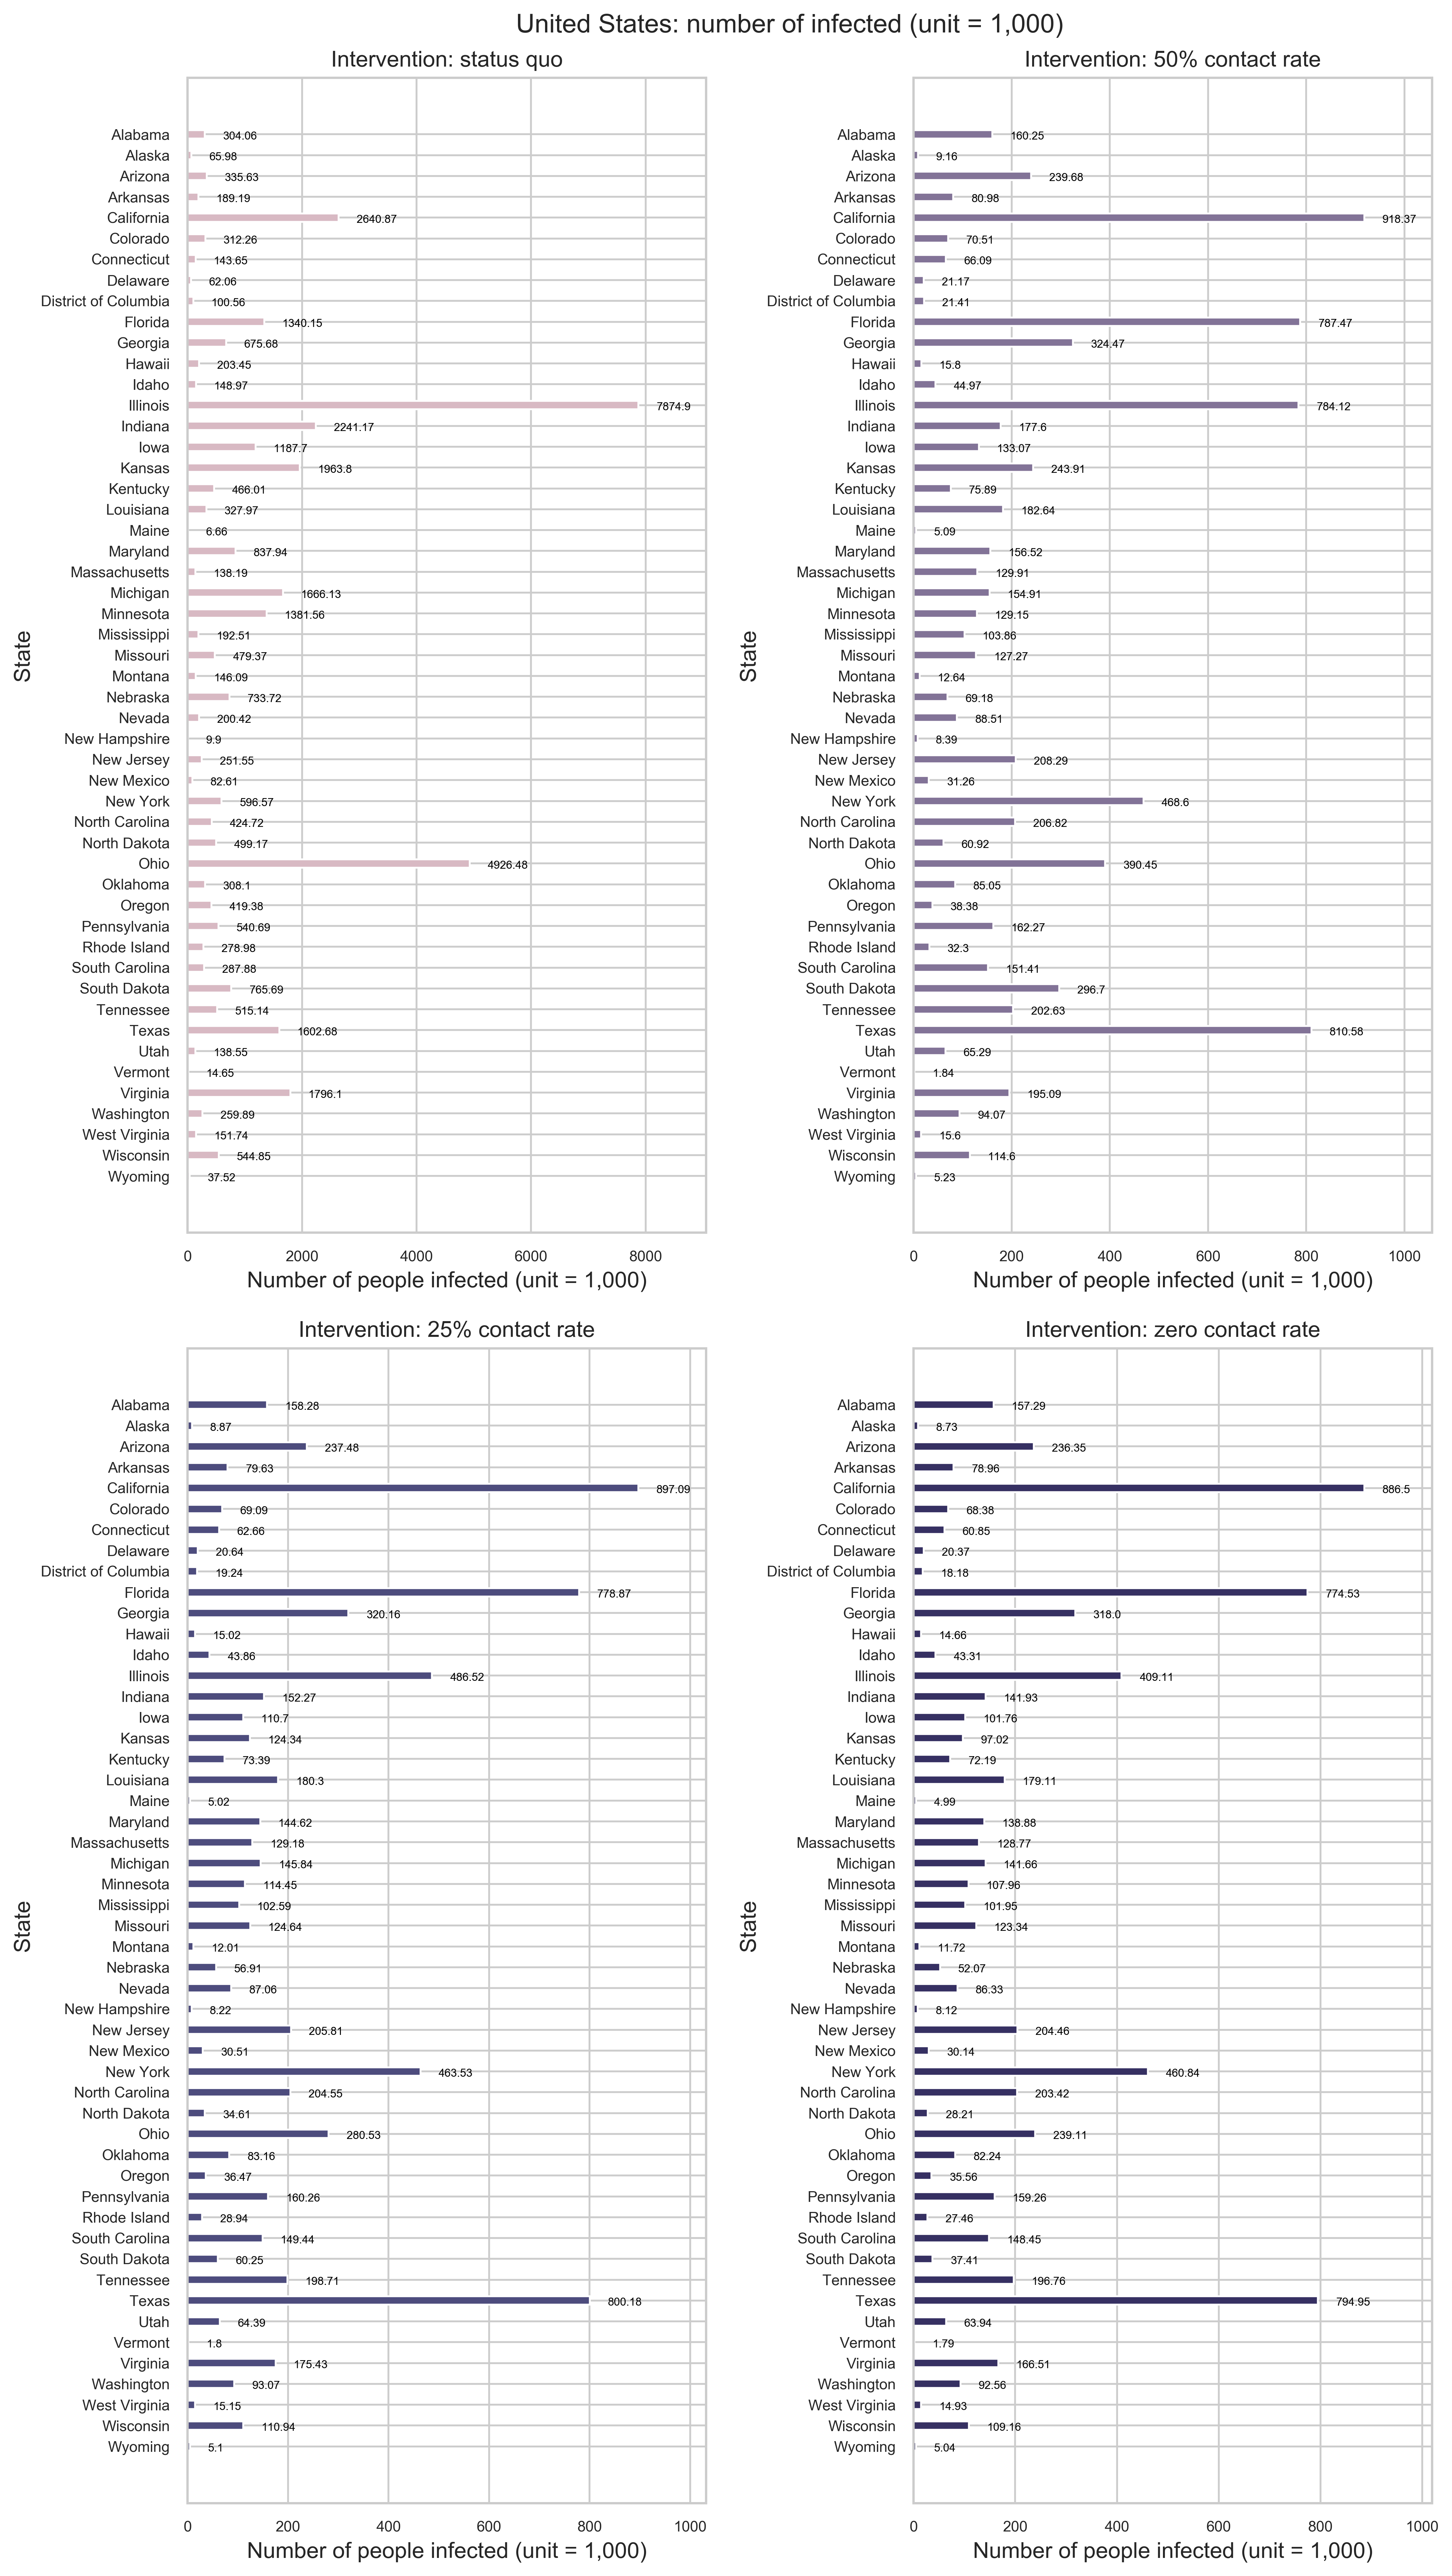 United States: number of infected (unit = 1,000)
Intervention: status quo
Alabama 304.06
Alaska 65.98
Arizona 335.63
Arkansas 189.19
California 2640.87
Colorado 312.26
Connecticut 143.65
Delaware 62.06
District of Columbia 100.56
Florida 1340.15
Georgia 675.68
Hawaii 203.45
Idaho 148.97
Illinois 7874.9
Indiana 2241.17
Iowa 1187.7
Kansas 1963.8
Kentucky 466.01
Louisiana 327.97
Maine 6.66
Maryland 837.94
Massachusetts 138.19
Michigan 1666.13
Minnesota 1381.56
Mississippi 192.51
Missouri 479.37
Montana 146.09
Nebraska 733.72
Nevada 200.42
New Hampshire 9.9
New Jersey 251.55
New Mexico 82.61
New York 596.57
North Carolina 424.72
North Dakota 499.17
Ohio 4926.48
Oklahoma 308.1
Oregon 419.38
Pennsylvania 540.69
Rhode Island 278.98
South Carolina 287.88
South Dakota 765.69
Tennessee 515.14
Texas 1602.68
Utah 138.55
Vermont 14.65
Virginia 1796.1
Washington 259.89
West Virginia 151.74
Wisconsin 544.85
Wyoming 37.52
State
0 2000 4000 6000 8000
Number of people infected (unit = 1,000)
Intervention: 50% contact rate
Alabama 160.25
Alaska 9.16
Arizona 239.68
Arkansas 80.98
California 918.37
Colorado 70.51
Connecticut 66.09
Delaware 21.17
District of Columbia 21.41
Florida 787.47
Georgia 324.47
Hawaii 15.8
Idaho 44.97
Illinois 784.12
Indiana 177.6
Iowa 133.07
Kansas 243.91
Kentucky 75.89
Louisiana 182.64
Maine 5.09
Maryland 156.52
Massachusetts 129.91
Michigan 154.91
Minnesota 129.15
Mississippi 103.86
Missouri 127.27
Montana 12.64
Nebraska 69.18
Nevada 88.51
New Hampshire 8.39
New Jersey 208.29
New Mexico 31.26
New York 468.6
North Carolina 206.82
North Dakota 60.92
Ohio 390.45
Oklahoma 85.05
Oregon 38.38
Pennsylvania 162.27
Rhode Island 32.3
South Carolina 151.41
South Dakota 296.7
Tennessee 202.63
Texas 810.58
Utah 65.29
Vermont 1.84
Virginia 195.09
Washington 94.07
West Virginia 15.6
Wisconsin 114.6
Wyoming 5.23
State
0 200 400 600 800 1000
Number of people infected (unit = 1,000)
Intervention: 25% contact rate
Alabama 158.28
Alaska 8.87
Arizona 237.48
Arkansas 79.63
California 897.09
Colorado 69.09
Connecticut 62.66
Delaware 20.64
District of Columbia 19.24
Florida 778.87
Georgia 320.16
Hawaii 15.02
Idaho 43.86
Illinois 486.52
Indiana 152.27
Iowa 110.7
Kansas 124.34
Kentucky 73.39
Louisiana 180.3
Maine 5.02
Maryland 144.62
Massachusetts 129.18
Michigan 145.84
Minnesota 114.45
Mississippi 102.59
Missouri 124.64
Montana 12.01
Nebraska 56.91
Nevada 87.06
New Hampshire 8.22
New Jersey 205.81
New Mexico 30.51
New York 463.53
North Carolina 204.55
North Dakota 34.61
Ohio 280.53
Oklahoma 83.16
Oregon 36.47
Pennsylvania 160.26
Rhode Island 28.94
South Carolina 149.44
South Dakota 60.25
Tennessee 198.71
Texas 800.18
Utah 64.39
Vermont 1.8
Virginia 175.43
Washington 93.07
West Virginia 15.15
Wisconsin 110.94
Wyoming 5.1
State
0 200 400 600 800 1000
Number of people infected (unit = 1,000)
Intervention: zero contact rate
Alabama 157.29
Alaska 8.73
Arizona 236.35
Arkansas 78.96
California 886.5
Colorado 68.38
Connecticut 60.85
Delaware 20.37
District of Columbia 18.18
Florida 774.53
Georgia 318.0
Hawaii 14.66
Idaho 43.31
Illinois 409.11
Indiana 141.93
Iowa 101.76
Kansas 97.02
Kentucky 72.19
Louisiana 179.11
Maine 4.99
Maryland 138.88
Massachusetts 128.77
Michigan 141.66
Minnesota 107.96
Mississippi 101.95
Missouri 123.34
Montana 11.72
Nebraska 52.07
Nevada 86.33
New Hampshire 8.12
New Jersey 204.46
New Mexico 30.14
New York 460.84
North Carolina 203.42
North Dakota 28.21
Ohio 239.11
Oklahoma 82.24
Oregon 35.56
Pennsylvania 159.26
Rhode Island 27.46
South Carolina 148.45
South Dakota 37.41
Tennessee 196.76
Texas 794.95
Utah 63.94
Vermont 1.79
Virginia 166.51
Washington 92.56
West Virginia 14.93
Wisconsin 109.16
Wyoming 5.04
State
0 200 400 600 800 1000
Number of people infected (unit = 1,000)